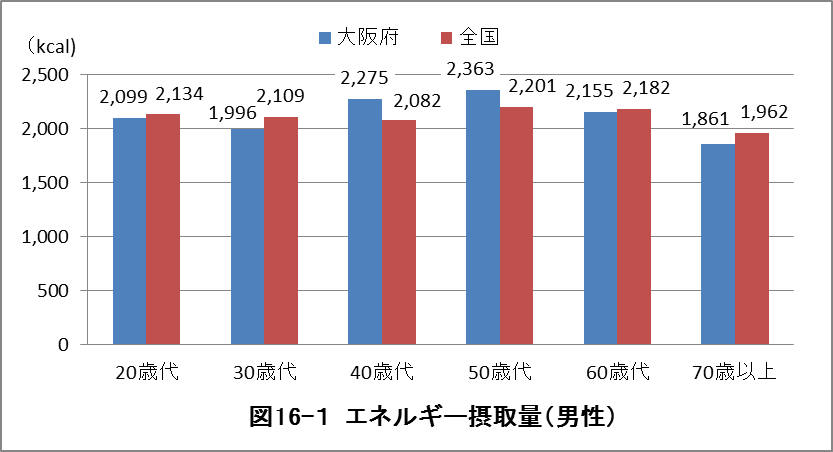 (kcal)
大阪府 全国
2,500
2,000
1,500
1,000
500
0
2,099 2,134 1,996 2,109 2,275 2,082 2,363 2,201 2,155 2,182 1,861 1,962
20歳代 30歳代 40歳代 50歳代 60歳代 70歳以上
図16-1 エネルギー摂取量(男性)